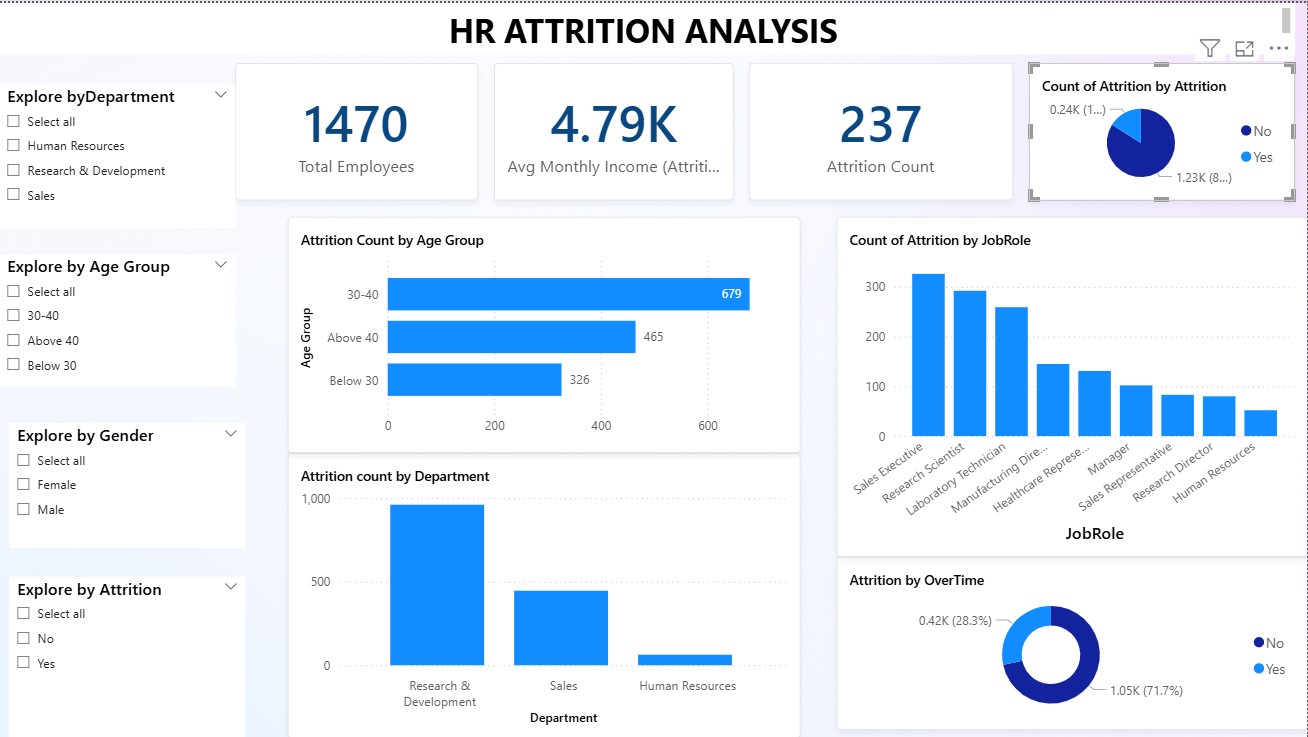 HR ATTRITION ANALYSIS
Explore byDepartment
Select all
Human Resources
Research & Development
Sales
Explore by Age Group
Select all
30-40
Above 40
Below 30
Explore by Gender
Select all
Female
Male
Explore by Attrition
Select all
No
Yes
1470
Total Employees
4.79K
Avg Monthly Income (Attriti...
237
Attrition Count
Count of Attrition by Attrition
0.24K (1...)
1.23K (8...)
No
Yes
Attrition Count by Age Group
Age Group
30-40
679
Above 40
465
Below 30
326
0 200 400 600
Attrition count by Department
1,000
500
0
Research &
Development
Sales
Human Resources
Department
Count of Attrition by JobRole
300
200
100
0
Sales Executive
Research Scientist
Laboratory Technician
Manufacturing Dire...
Healthcare Represe...
Manager
Sales Representative
Research Director
Human Resources
JobRole
Attrition by OverTime
0.42K (28.3%)
1.05K (71.7%)
No
Yes